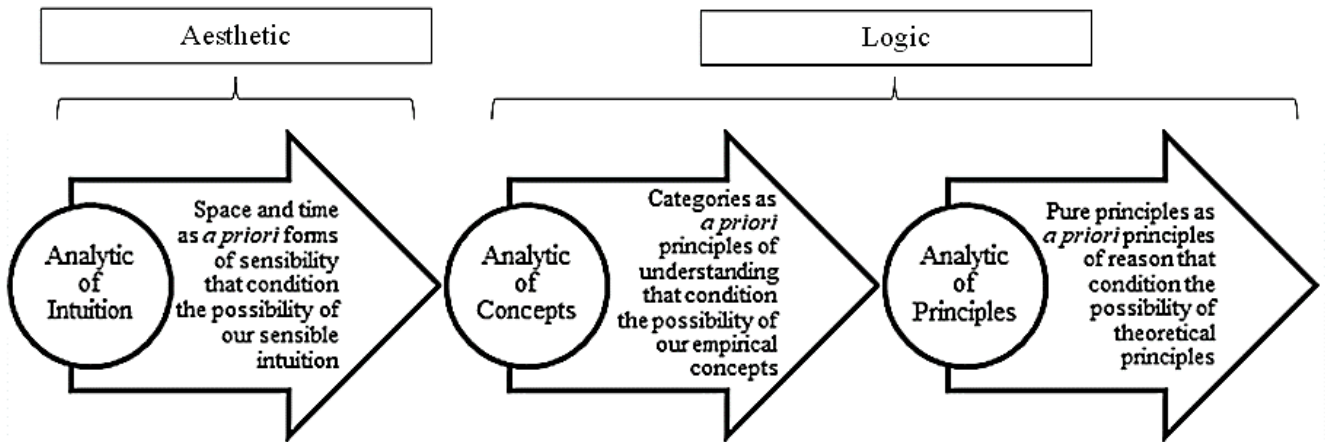 Aesthetic
Logic
Analytic
of
Intuition
Space and time
as a priori forms
of sensibility
that condition
the possibility of
our sensible
intuition
Analytic
of
Concepts
Categories as
a priori
principles of
understanding
that condition
the possibility of
our empirical
concepts
Analytic
of
Principles
Pure principles as
a priori principles
of reason that
condition the
possibility of
theoretical
principles